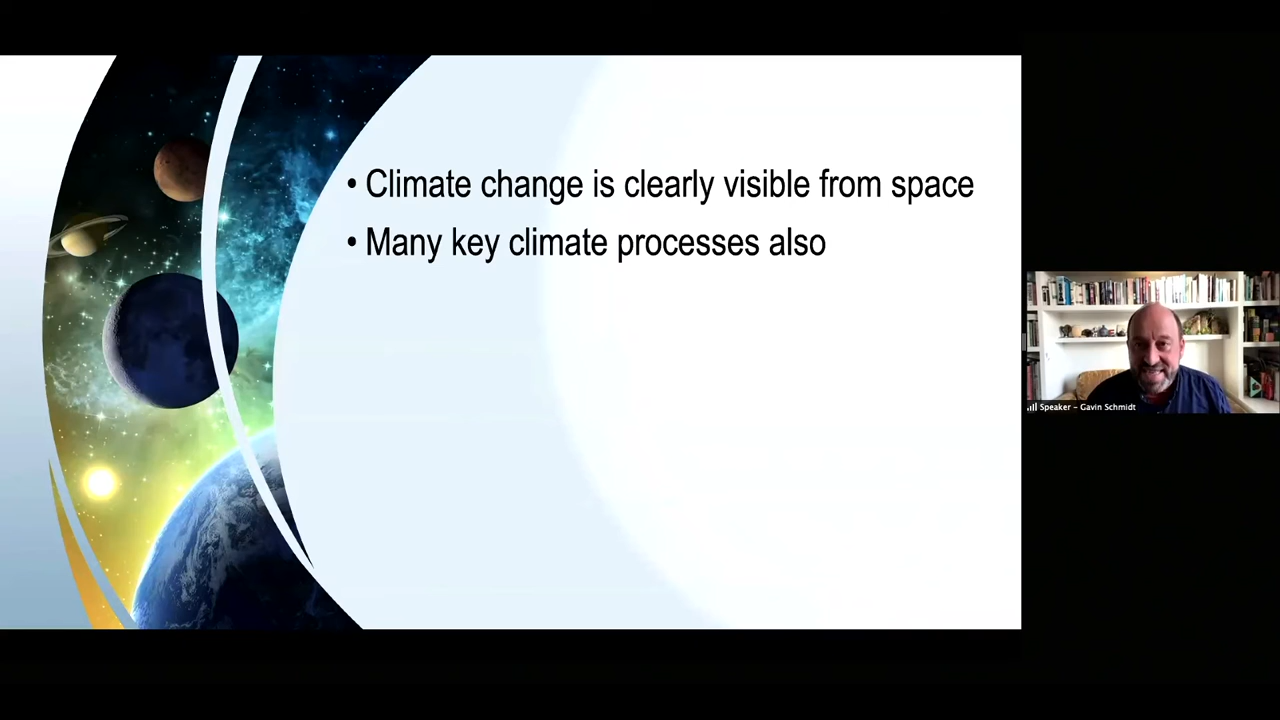 • Climate change is clearly visible from space
• Many key climate processes also
Speaker – Gavin Schmidt